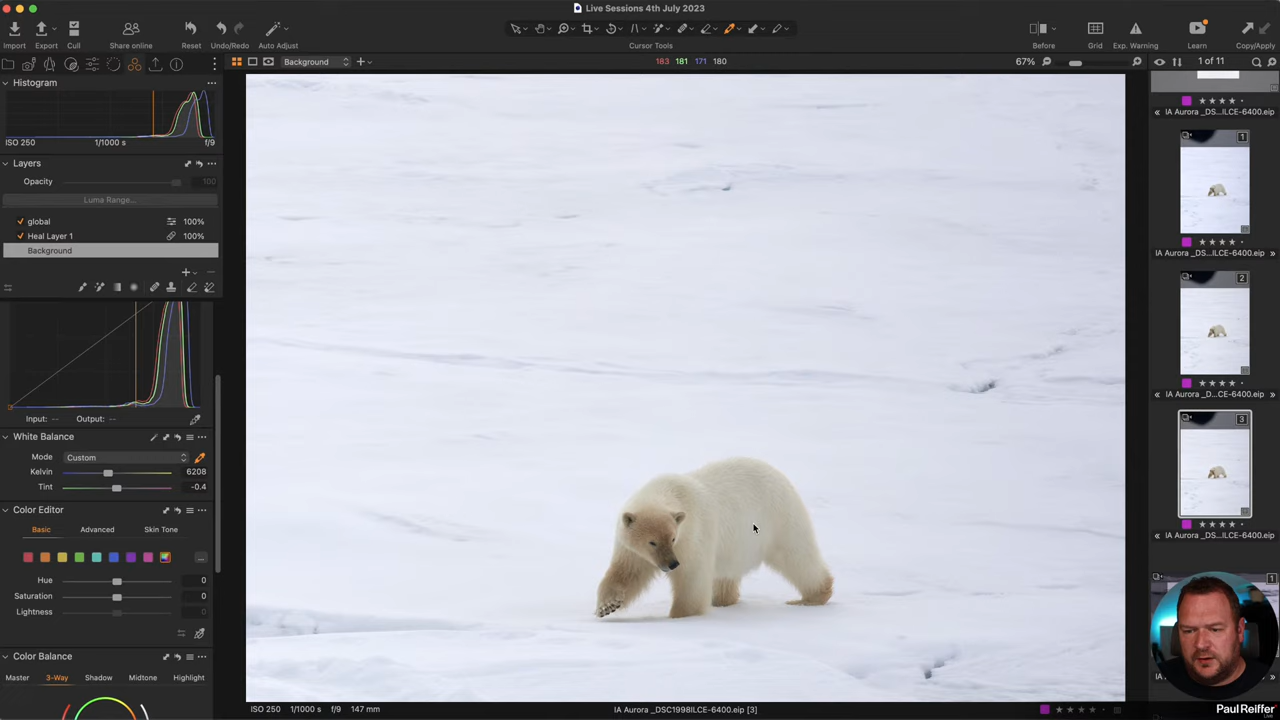 Live Sessions 4th July 2023
Import Export Cull Share online Reset Undo/Redo Auto Adjust Cursor Tools Before Grid Exp. Warning Learn Copy/Apply
Background 183 181 171 180 67% 1 of 11
Histogram
ISO 250 1/1000 s f/9
Layers
Opacity 100
Luma Range...
global 100%
Heal Layer 1 100%
Background
Input: -- Output: --
White Balance
Mode Custom
Kelvin 6208
Tint -0.4
Color Editor
Basic Advanced Skin Tone
Hue 0
Saturation 0
Lightness 0
Color Balance
Master 3-Way Shadow Midtone Highlight
IA Aurora _DS...ILCE-6400.eip
1
IA Aurora _DS...ILCE-6400.eip
2
IA Aurora _DS...CE-6400.eip
3
IA Aurora _DS...ILCE-6400.eip
1
ISO 250 1/1000 s f/9 147 mm IA Aurora _DSC1998ILCE-6400.eip [3]
Paul Reiffer